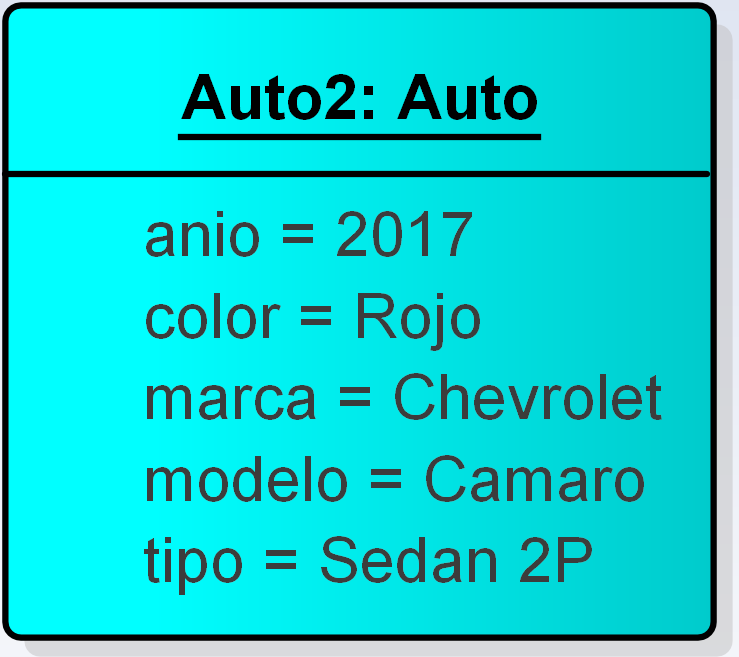 Auto2: Auto
anio = 2017
color = Rojo
marca = Chevrolet
modelo = Camaro
tipo = Sedan 2P